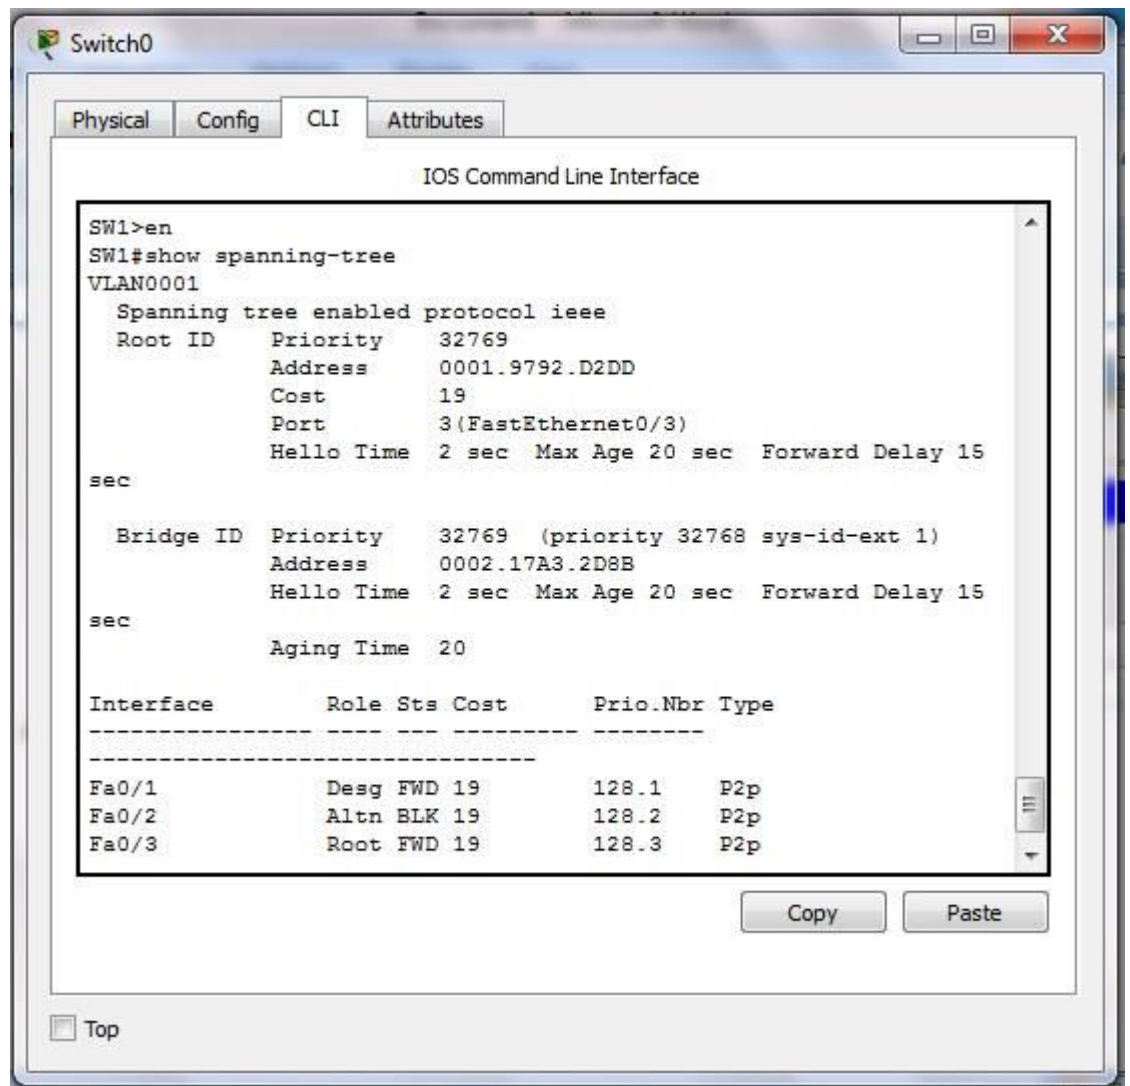 Switch0
Physical Config CLI Attributes
IOS Command Line Interface
SW1>en
SW1#show spanning-tree
VLAN0001
  Spanning tree enabled protocol ieee
  Root ID    Priority    32769
             Address     0001.9792.D2DD
             Cost        19
             Port        3(FastEthernet0/3)
             Hello Time  2 sec  Max Age 20 sec  Forward Delay 15
sec
  Bridge ID  Priority    32769  (priority 32768 sys-id-ext 1)
             Address     0002.17A3.2D8B
             Hello Time  2 sec  Max Age 20 sec  Forward Delay 15
sec
             Aging Time  20
Interface        Role Sts Cost      Prio.Nbr Type
---------------- ---- --- --------- --------
--------------------------------
Fa0/1            Desg FWD 19        128.1    P2p
Fa0/2            Altn BLK 19        128.2    P2p
Fa0/3            Root FWD 19        128.3    P2p
Copy Paste
Top